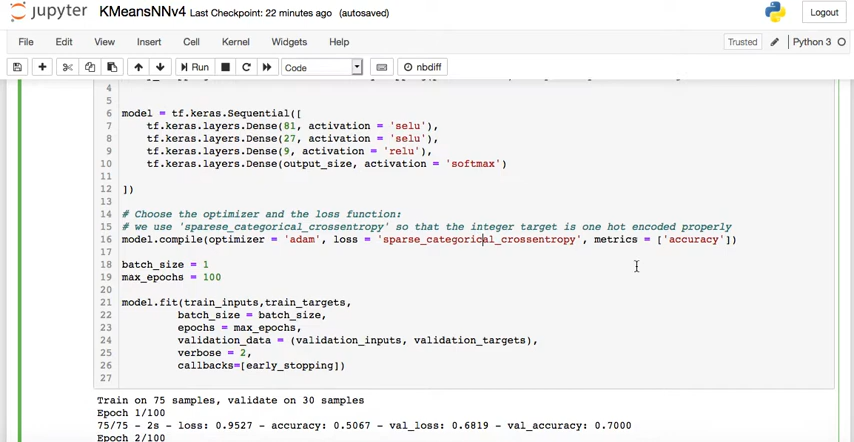 jupyter KMeansNNv4 Last Checkpoint: 22 minutes ago (autosaved) Logout
File Edit View Insert Cell Kernel Widgets Help Trusted Python 3
Run Code nbdiff
4
5
6 model = tf.keras.Sequential([
7 tf.keras.layers.Dense(81, activation = 'selu'),
8 tf.keras.layers.Dense(27, activation = 'selu'),
9 tf.keras.layers.Dense(9, activation = 'relu'),
10 tf.keras.layers.Dense(output_size, activation = 'softmax')
11
12 ])
13
14 # Choose the optimizer and the loss function:
15 # we use 'sparese_categorical_crossentropy' so that the integer target is one hot encoded properly
16 model.compile(optimizer = 'adam', loss = 'sparse_categorical_crossentropy', metrics = ['accuracy'])
17
18 batch_size = 1
19 max_epochs = 100
20
21 model.fit(train_inputs,train_targets,
22 batch_size = batch_size,
23 epochs = max_epochs,
24 validation_data = (validation_inputs, validation_targets),
25 verbose = 2,
26 callbacks=[early_stopping])
27
Train on 75 samples, validate on 30 samples
Epoch 1/100
75/75 - 2s - loss: 0.9527 - accuracy: 0.5067 - val_loss: 0.6819 - val_accuracy: 0.7000
Epoch 2/100